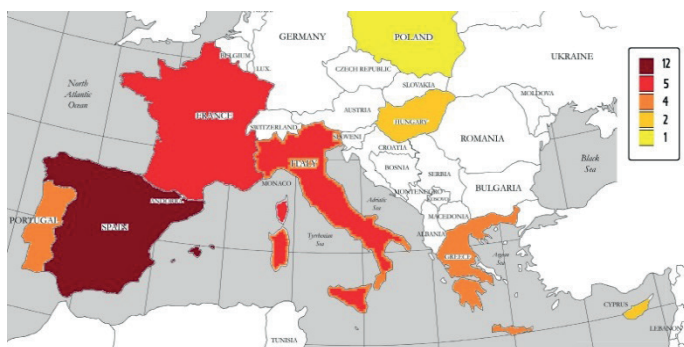 GERMANY
POLAND
BELGIUM
LUX.
CZECH REPUBLIC
UKRAINE
SLOVAKIA
MOLDOVA
North
Atlantic
Ocean
FRANCE
SWITZERLAND
AUSTRIA
HUNGARY
SLOVENI
CROATIA
ROMANIA
ITALY
BOSNIA
SERBIA
Black
Sea
MONACO
ANDORRA
Adriatic
Sea
MONTENEGRO
KOSOVO
BULGARIA
MACEDONIA
ALBANIA
PORTUGAL
SPAIN
Tyrrhenian
Sea
GREECE
Aegean
Sea
CYPRUS
LEBANON
TUNISIA
12
5
4
2
1